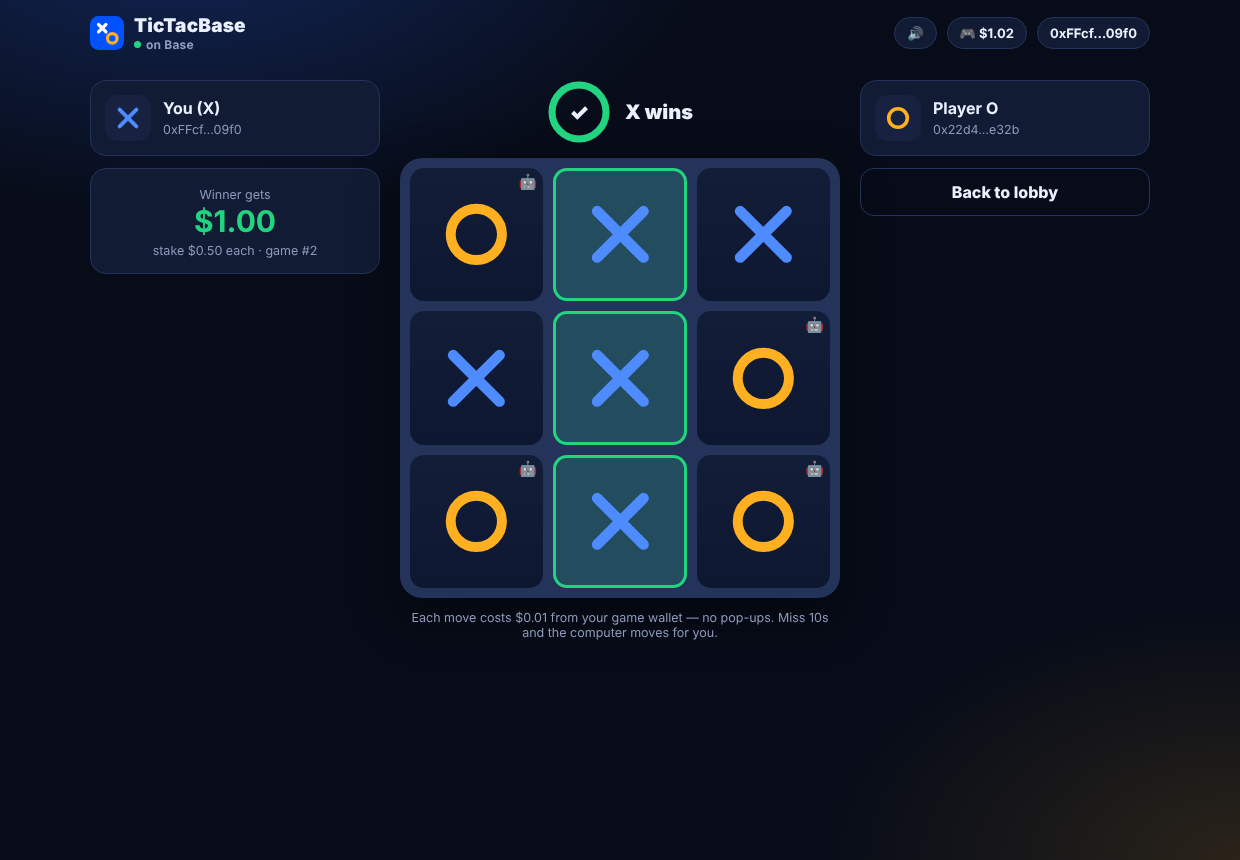 TicTacBase
on Base
🔊
🎮 $1.02
0xFFcf...09f0
You (X)
0xFFcf...09f0
Winner gets
$1.00
stake $0.50 each · game #2
X wins
Player O
0x22d4...e32b
Back to lobby
Each move costs $0.01 from your game wallet — no pop-ups. Miss 10s
and the computer moves for you.